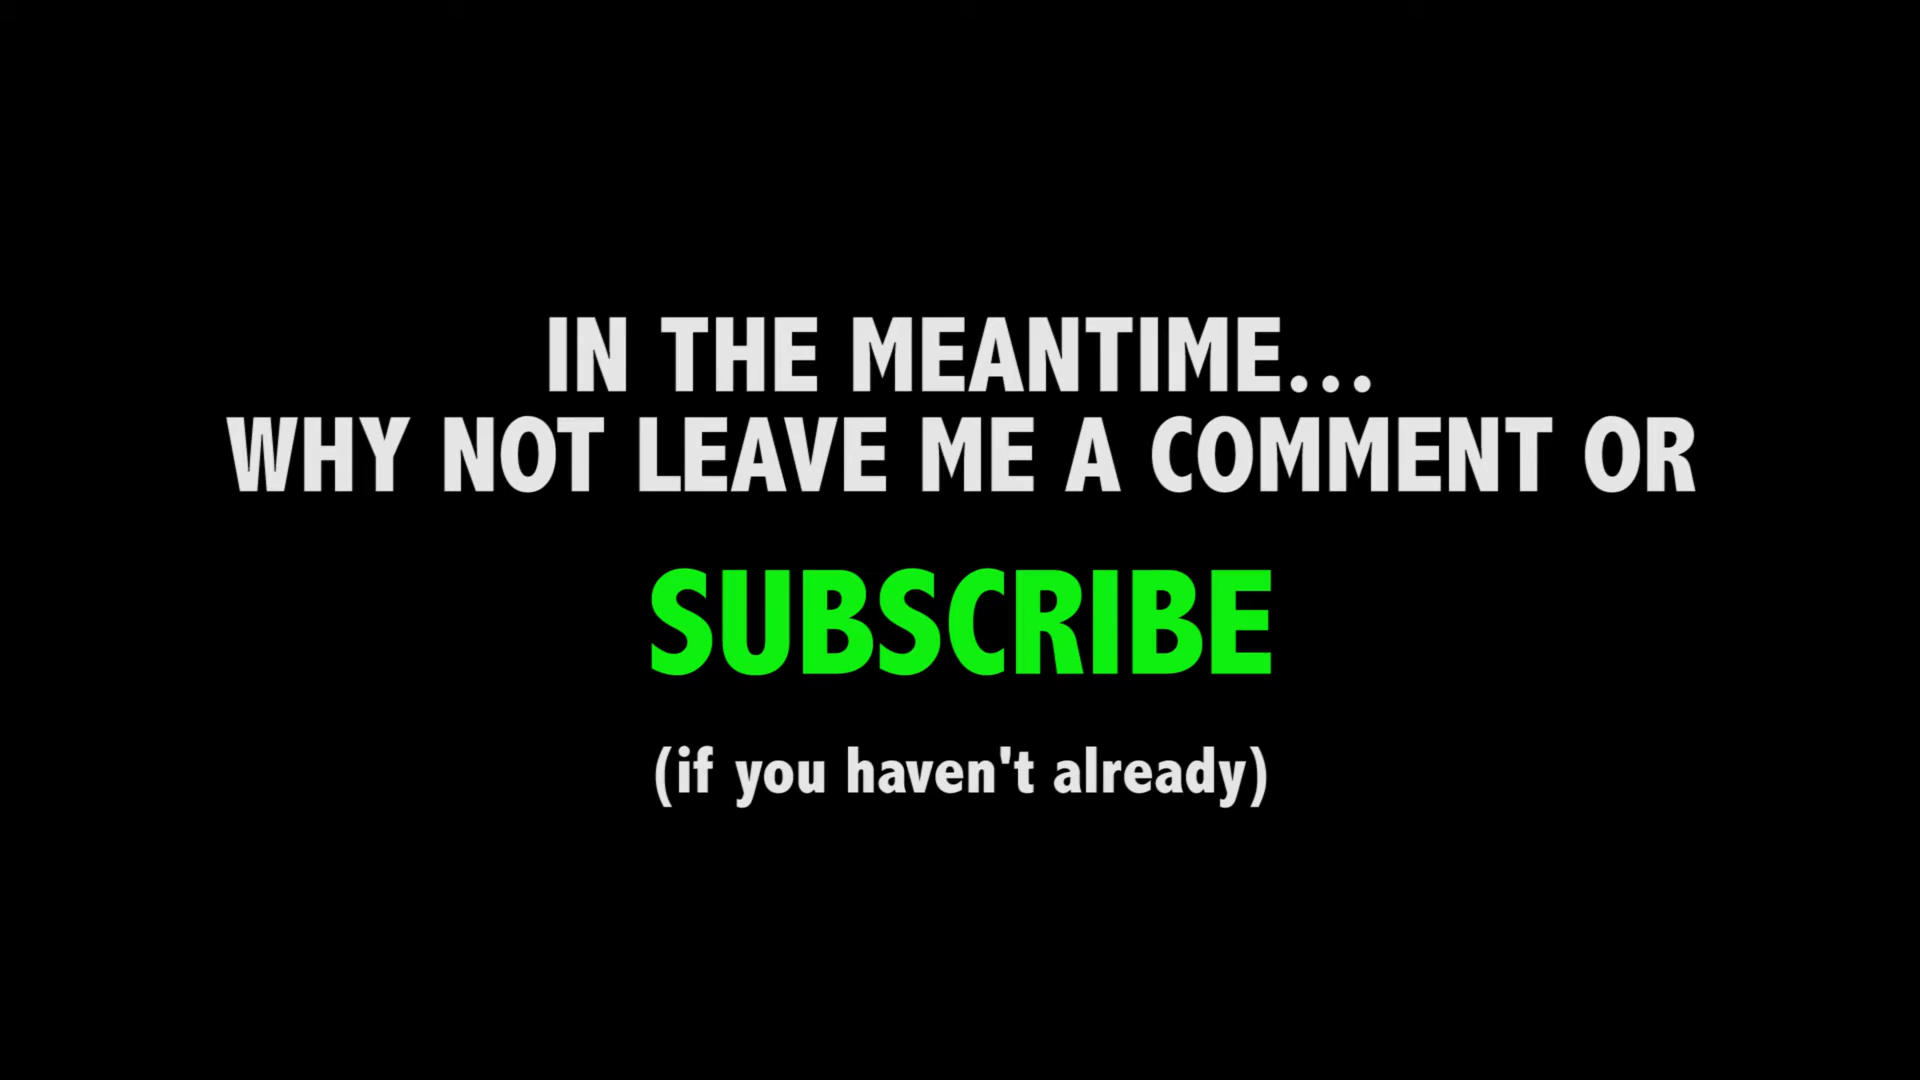 IN THE MEANTIME...
WHY NOT LEAVE ME A COMMENT OR
SUBSCRIBE
(if you haven't already)